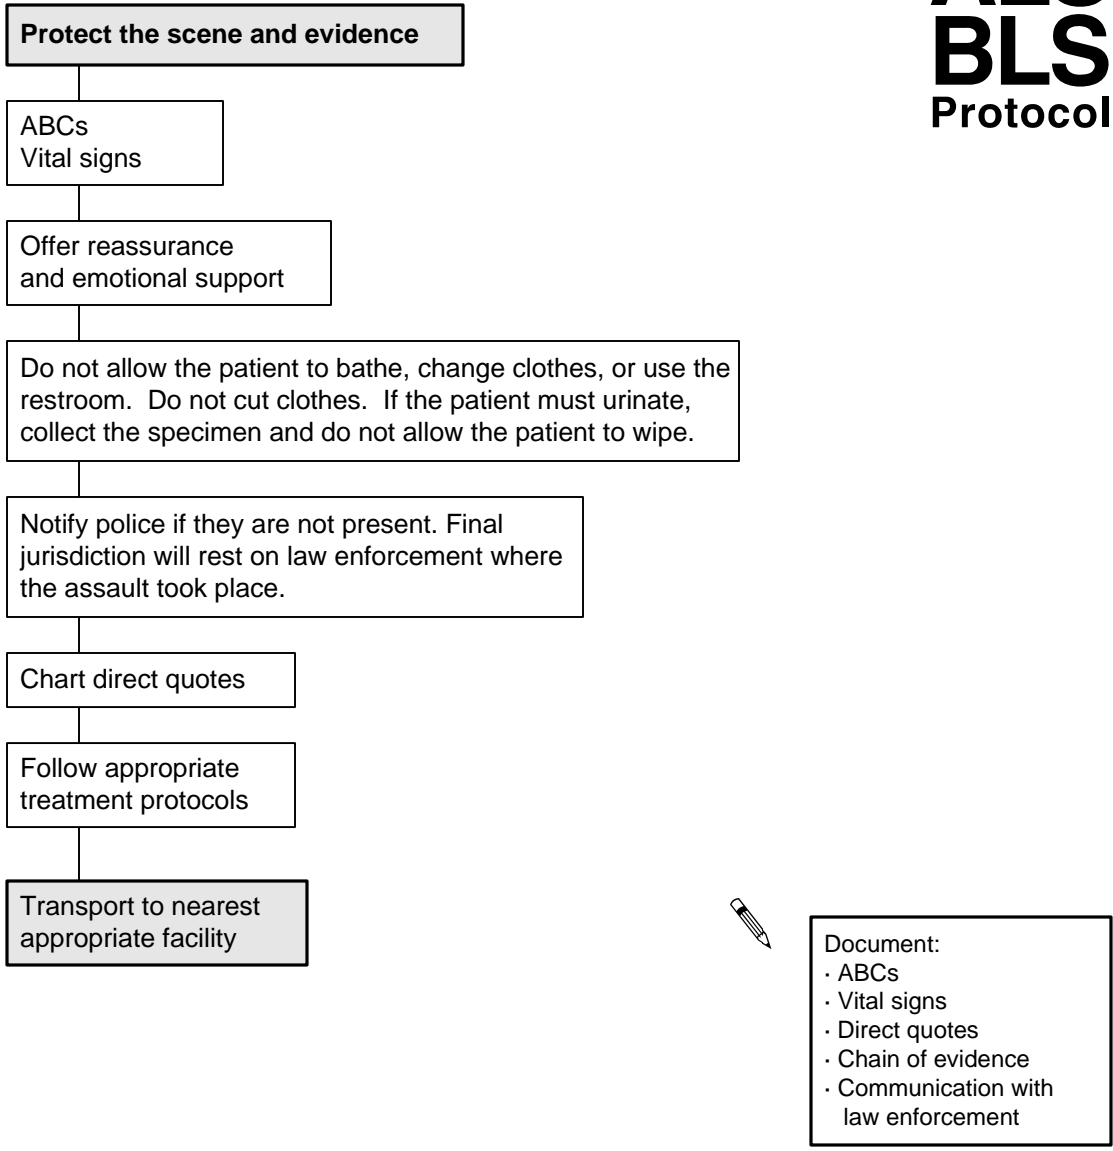 Protect the scene and evidence
BLS
Protocol
ABCs
Vital signs
Offer reassurance
and emotional support
Do not allow the patient to bathe, change clothes, or use the
restroom.  Do not cut clothes.  If the patient must urinate,
collect the specimen and do not allow the patient to wipe.
Notify police if they are not present. Final
jurisdiction will rest on law enforcement where
the assault took place.
Chart direct quotes
Follow appropriate
treatment protocols
Transport to nearest
appropriate facility
Document:
· ABCs
· Vital signs
· Direct quotes
· Chain of evidence
· Communication with
law enforcement